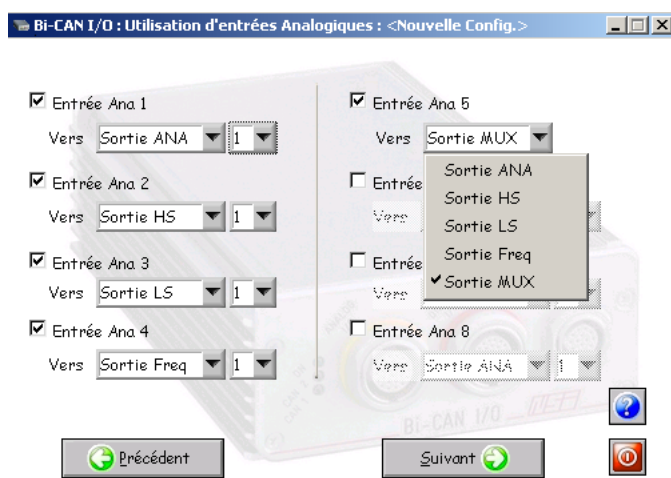 Bi-CAN I/O : Utilisation d'entrées Analogiques : <Nouvelle Config.>
Entrée Ana 1
Vers Sortie ANA 1
Entrée Ana 2
Vers Sortie HS 1
Entrée Ana 3
Vers Sortie LS 1
Entrée Ana 4
Vers Sortie Freq 1
Entrée Ana 5
Vers Sortie MUX
Sortie ANA
Sortie HS
Sortie LS
Sortie Freq
Sortie MUX
Entrée
Vers
Entrée
Vers
Entrée Ana 8
Vers Sortie ANA 1
Bi-CAN I/O
Précédent
Suivant